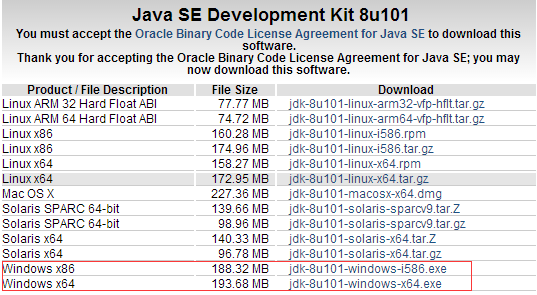 Java SE Development Kit 8u101
You must accept the Oracle Binary Code License Agreement for Java SE to download this
software.
Thank you for accepting the Oracle Binary Code License Agreement for Java SE; you may
now download this software.
Product / File Description File Size Download
Linux ARM 32 Hard Float ABI 77.77 MB jdk-8u101-linux-arm32-vfp-hflt.tar.gz
Linux ARM 64 Hard Float ABI 74.72 MB jdk-8u101-linux-arm64-vfp-hflt.tar.gz
Linux x86 160.28 MB jdk-8u101-linux-i586.rpm
Linux x86 174.96 MB jdk-8u101-linux-i586.tar.gz
Linux x64 158.27 MB jdk-8u101-linux-x64.rpm
Linux x64 172.95 MB jdk-8u101-linux-x64.tar.gz
Mac OS X 227.36 MB jdk-8u101-macosx-x64.dmg
Solaris SPARC 64-bit 139.66 MB jdk-8u101-solaris-sparcv9.tar.Z
Solaris SPARC 64-bit 98.96 MB jdk-8u101-solaris-sparcv9.tar.gz
Solaris x64 140.33 MB jdk-8u101-solaris-x64.tar.Z
Solaris x64 96.78 MB jdk-8u101-solaris-x64.tar.gz
Windows x86 188.32 MB jdk-8u101-windows-i586.exe
Windows x64 193.68 MB jdk-8u101-windows-x64.exe